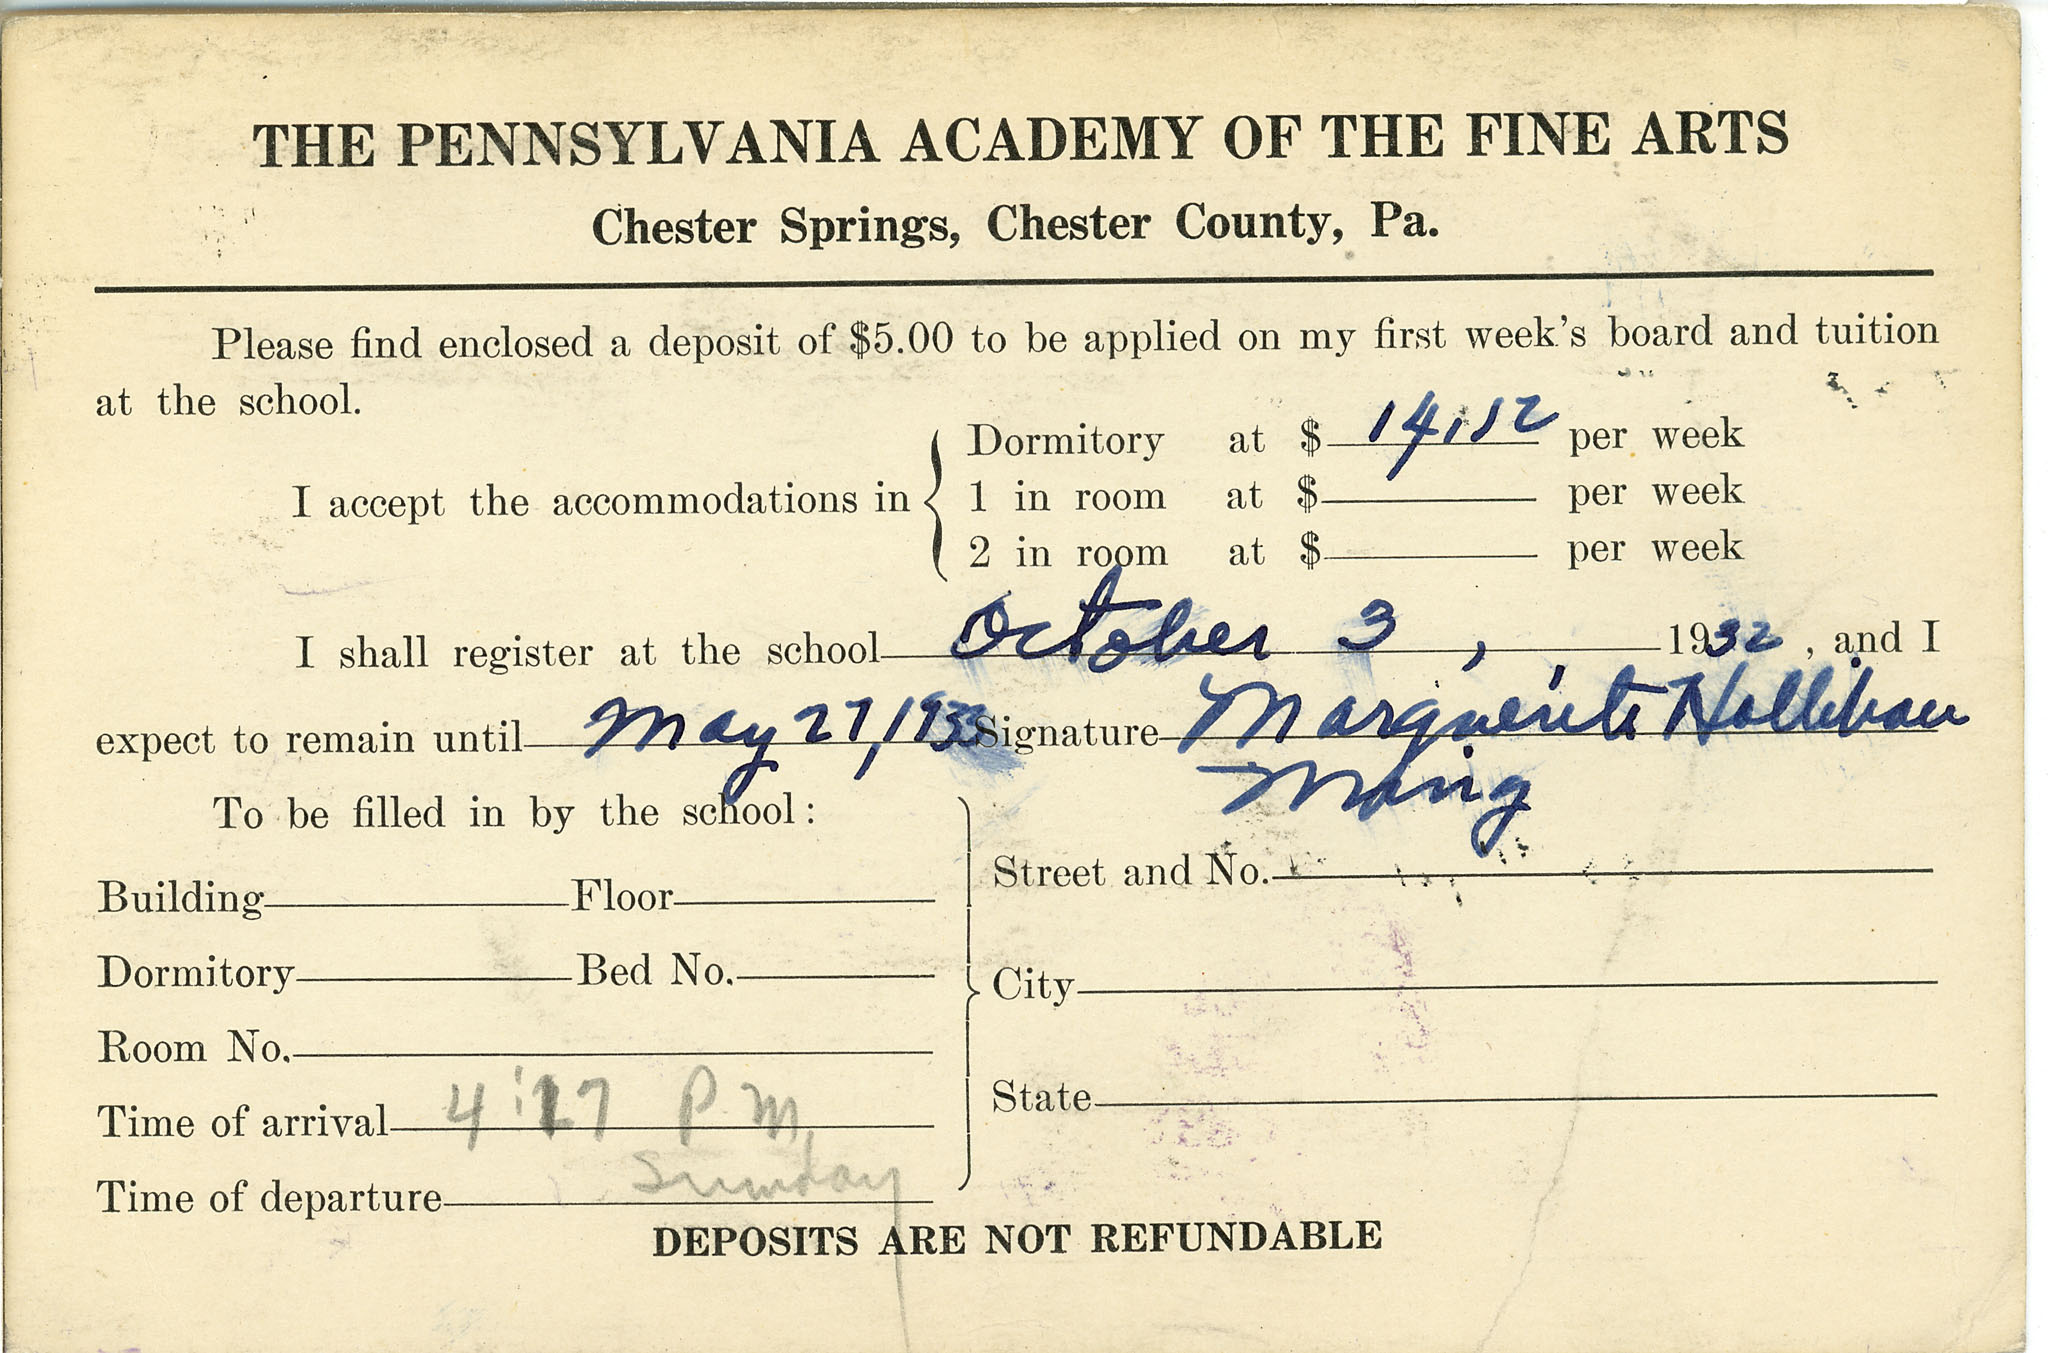 THE PENNSYLVANIA ACADEMY OF THE FINE ARTS
Chester Springs, Chester County, Pa.
Please find enclosed a deposit of $5.00 to be applied on my first week's board and tuition
at the school.
I accept the accommodations in
Dormitory at $ 14,12 per week
1 in room at $ per week
2 in room at $ per week
I shall register at the school October 3, 1932, and I
expect to remain until May 27, 1933 Signature Marguerite Hallihan
To be filled in by the school:
Building Floor
Dormitory Bed No.
Room No.
Time of arrival 4:17 P.M.
Sunday
Time of departure
Street and No.
City
State
DEPOSITS ARE NOT REFUNDABLE